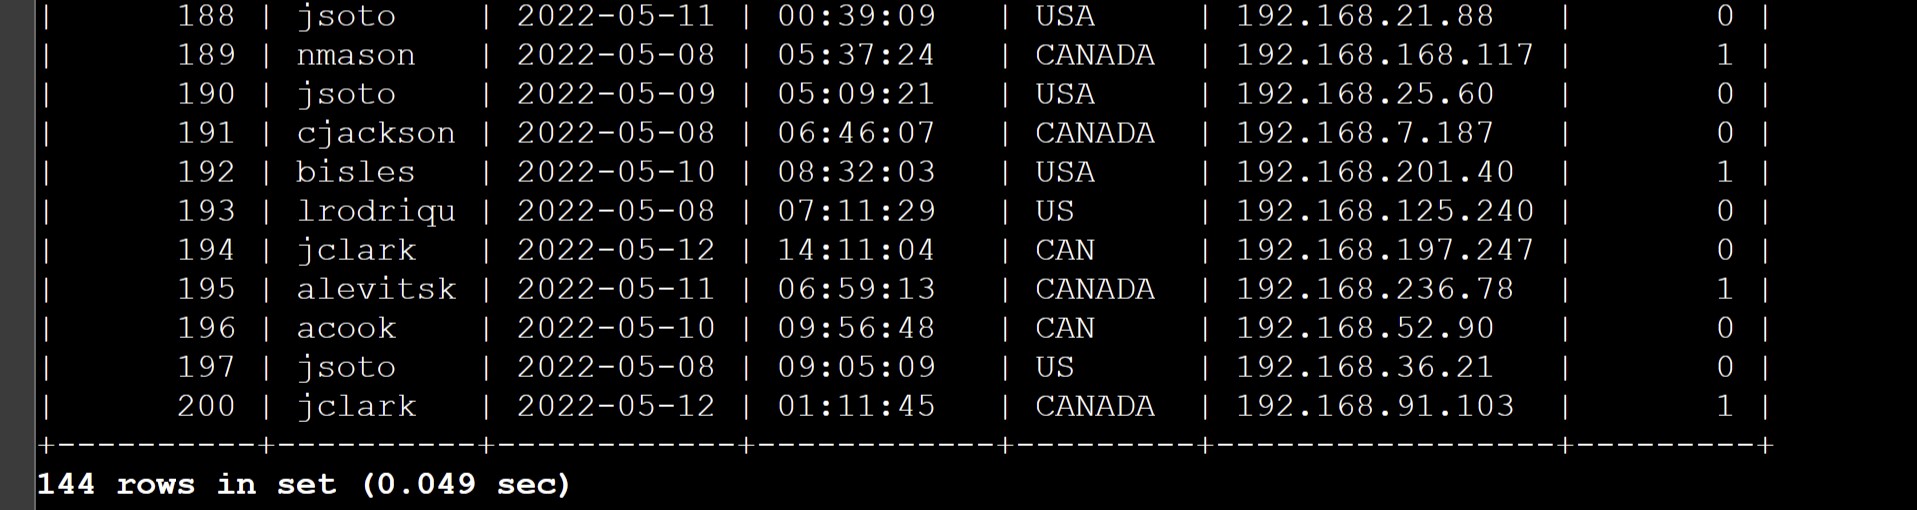 |      188 | jsoto    | 2022-05-11 | 00:39:09   | USA     | 192.168.21.88   |       0 |
|      189 | nmason   | 2022-05-08 | 05:37:24   | CANADA  | 192.168.168.117 |       1 |
|      190 | jsoto    | 2022-05-09 | 05:09:21   | USA     | 192.168.25.60   |       0 |
|      191 | cjackson | 2022-05-08 | 06:46:07   | CANADA  | 192.168.7.187   |       0 |
|      192 | bisles   | 2022-05-10 | 08:32:03   | USA     | 192.168.201.40  |       1 |
|      193 | lrodriqu | 2022-05-08 | 07:11:29   | US      | 192.168.125.240 |       0 |
|      194 | jclark   | 2022-05-12 | 14:11:04   | CAN     | 192.168.197.247 |       0 |
|      195 | alevitsk | 2022-05-11 | 06:59:13   | CANADA  | 192.168.236.78  |       1 |
|      196 | acook    | 2022-05-10 | 09:56:48   | CAN     | 192.168.52.90   |       0 |
|      197 | jsoto    | 2022-05-08 | 09:05:09   | US      | 192.168.36.21   |       0 |
|      200 | jclark   | 2022-05-12 | 01:11:45   | CANADA  | 192.168.91.103  |       1 |
+----------+----------+------------+------------+---------+-----------------+---------+
144 rows in set (0.049 sec)